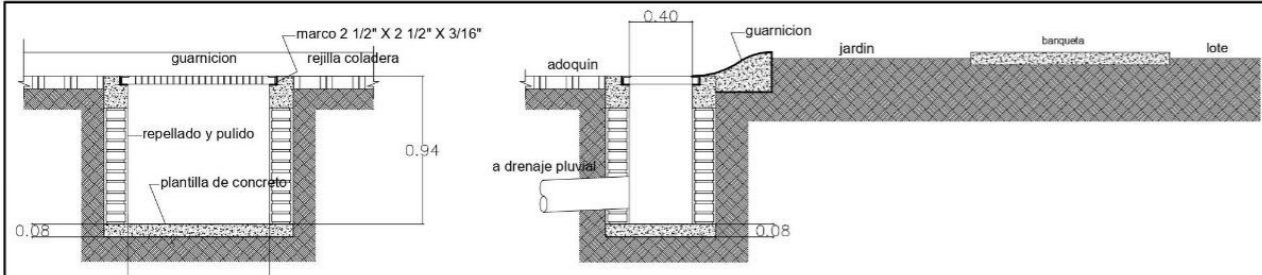 marco 2 1/2" X 2 1/2" X 3/16"
guarnicion
rejilla coladera
repellado y pulido
0.94
plantilla de concreto
0.08
0.40
guarnicion
adoquin
jardin
banqueta
lote
a drenaje pluvial
0.08